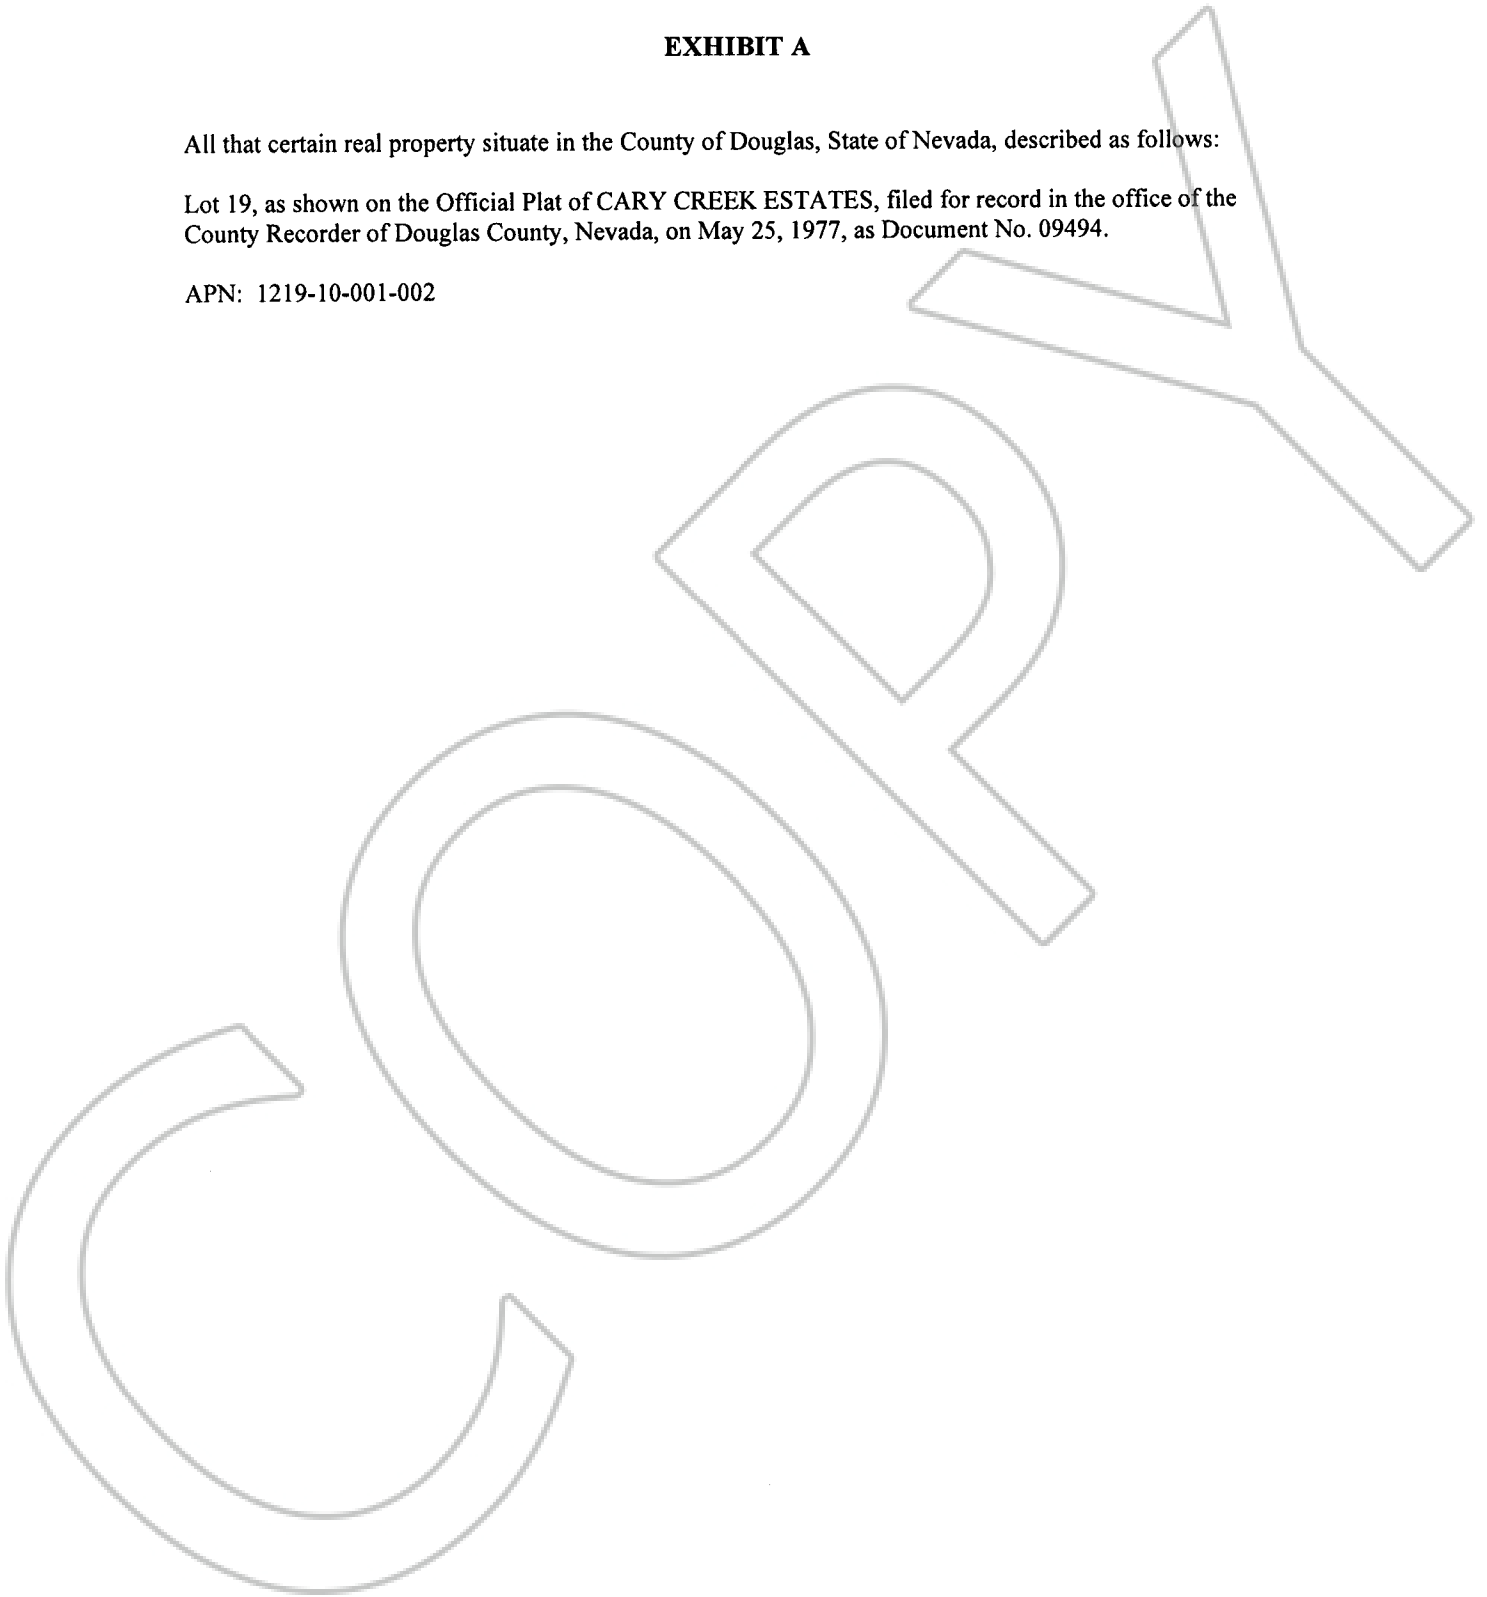 EXHIBIT A
All that certain real property situate in the County of Douglas, State of Nevada, described as follows:
Lot 19, as shown on the Official Plat of CARY CREEK ESTATES, filed for record in the office of the
County Recorder of Douglas County, Nevada, on May 25, 1977, as Document No. 09494.
APN: 1219-10-001-002
COPY